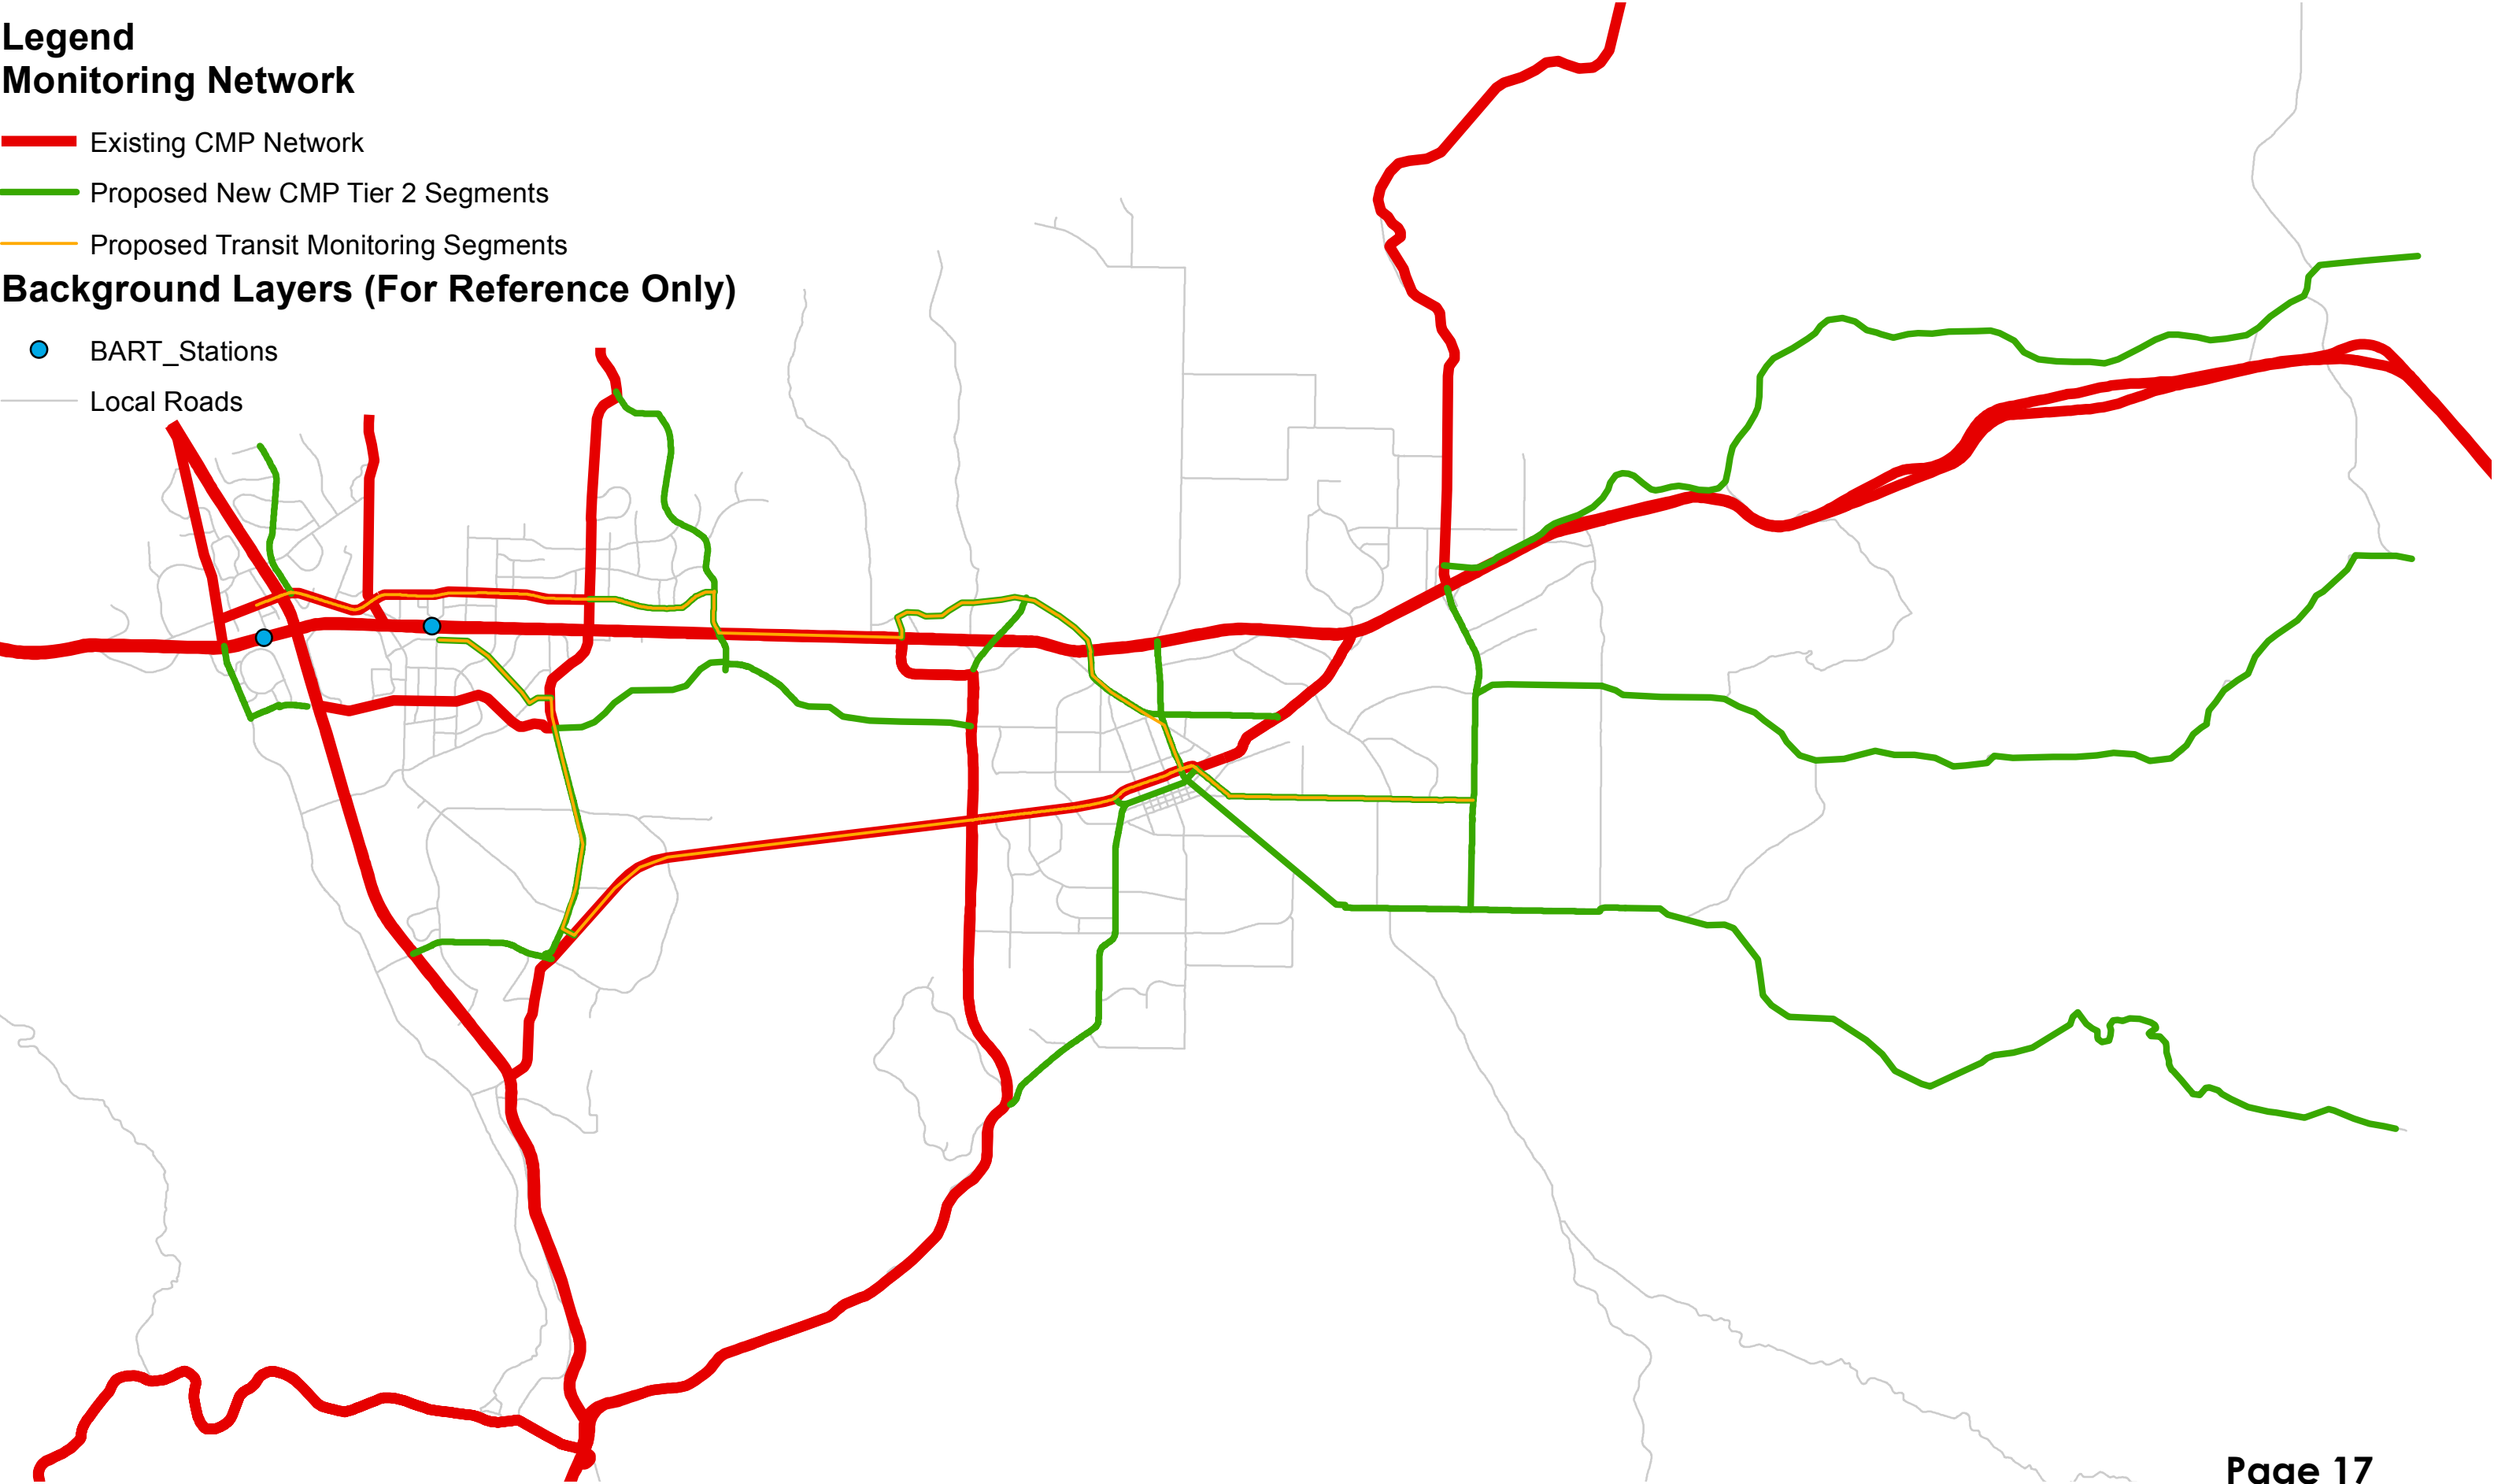 Legend
Monitoring Network
Existing CMP Network
Proposed New CMP Tier 2 Segments
Proposed Transit Monitoring Segments
Background Layers (For Reference Only)
BART_Stations
Local Roads
Page 17